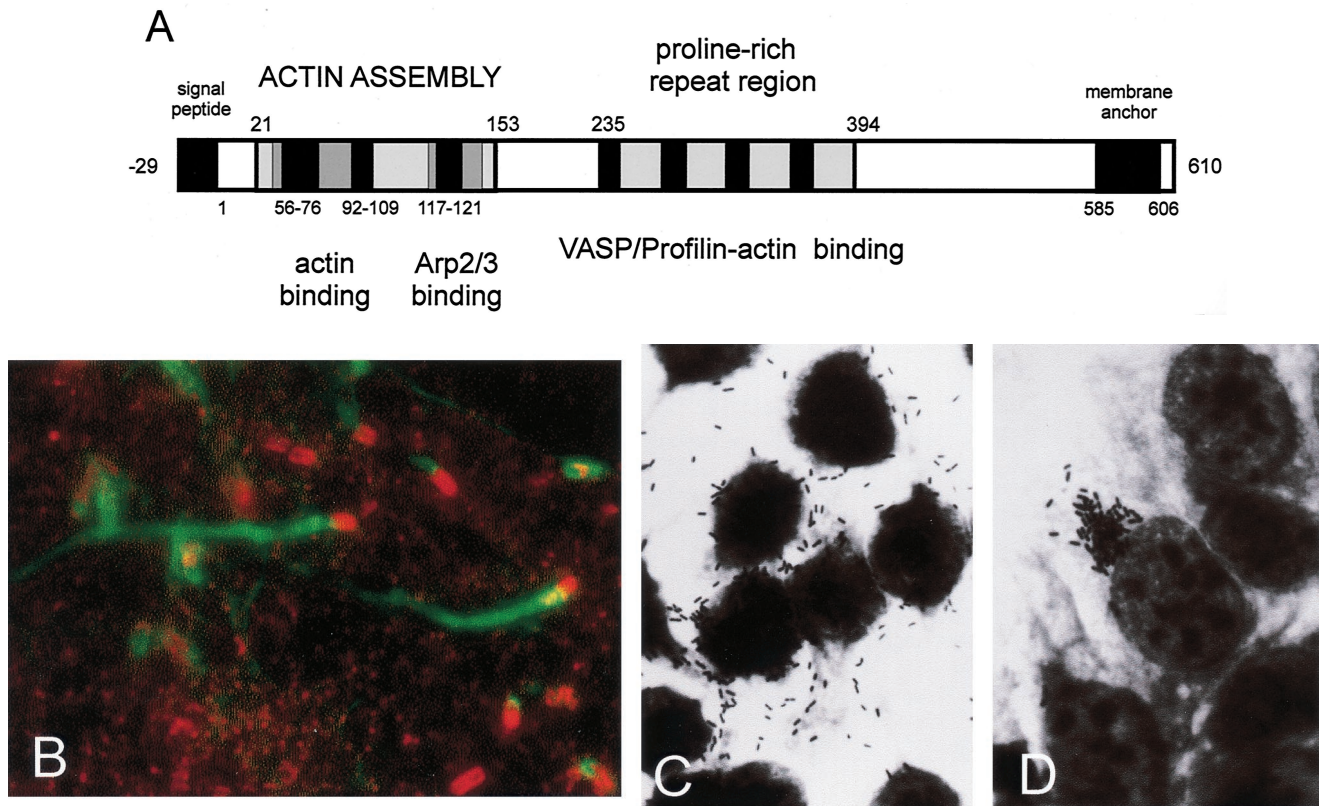 A
proline-rich
repeat region
ACTIN ASSEMBLY
signal
peptide
membrane
anchor
21
153
235
394
-29
610
1
56-76
92-109
117-121
585
606
VASP/Profilin-actin binding
actin
binding
Arp2/3
binding
B
C
D